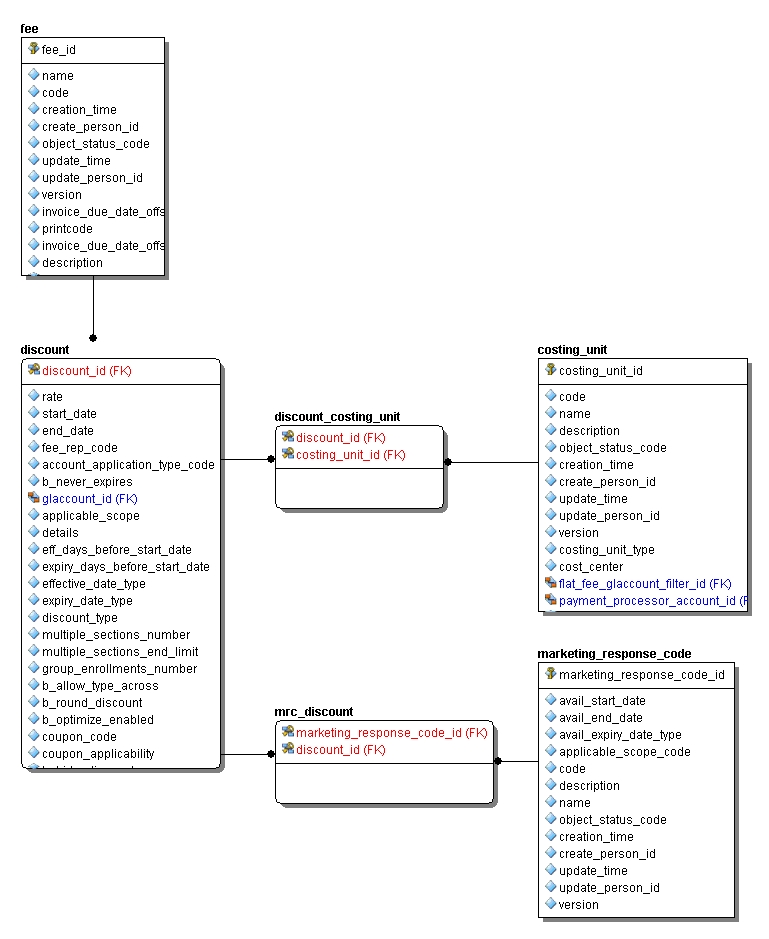 fee
fee_id
name
code
creation_time
create_person_id
object_status_code
update_time
update_person_id
version
invoice_due_date_offs
printcode
invoice_due_date_offs
description
discount
discount_id (FK)
rate
start_date
end_date
fee_rep_code
account_application_type_code
b_never_expires
glaccount_id (FK)
applicable_scope
details
eff_days_before_start_date
expiry_days_before_start_date
effective_date_type
expiry_date_type
discount_type
multiple_sections_number
multiple_sections_end_limit
group_enrollments_number
b_allow_type_across
b_round_discount
b_optimize_enabled
coupon_code
coupon_applicability
discount_costing_unit
discount_id (FK)
costing_unit_id (FK)
mrc_discount
marketing_response_code_id (FK)
discount_id (FK)
costing_unit
costing_unit_id
code
name
description
object_status_code
creation_time
create_person_id
update_time
update_person_id
version
costing_unit_type
cost_center
flat_fee_glaccount_filter_id (FK)
payment_processor_account_id (F
marketing_response_code
marketing_response_code_id
avail_start_date
avail_end_date
avail_expiry_date_type
applicable_scope_code
code
description
name
object_status_code
creation_time
create_person_id
update_time
update_person_id
version